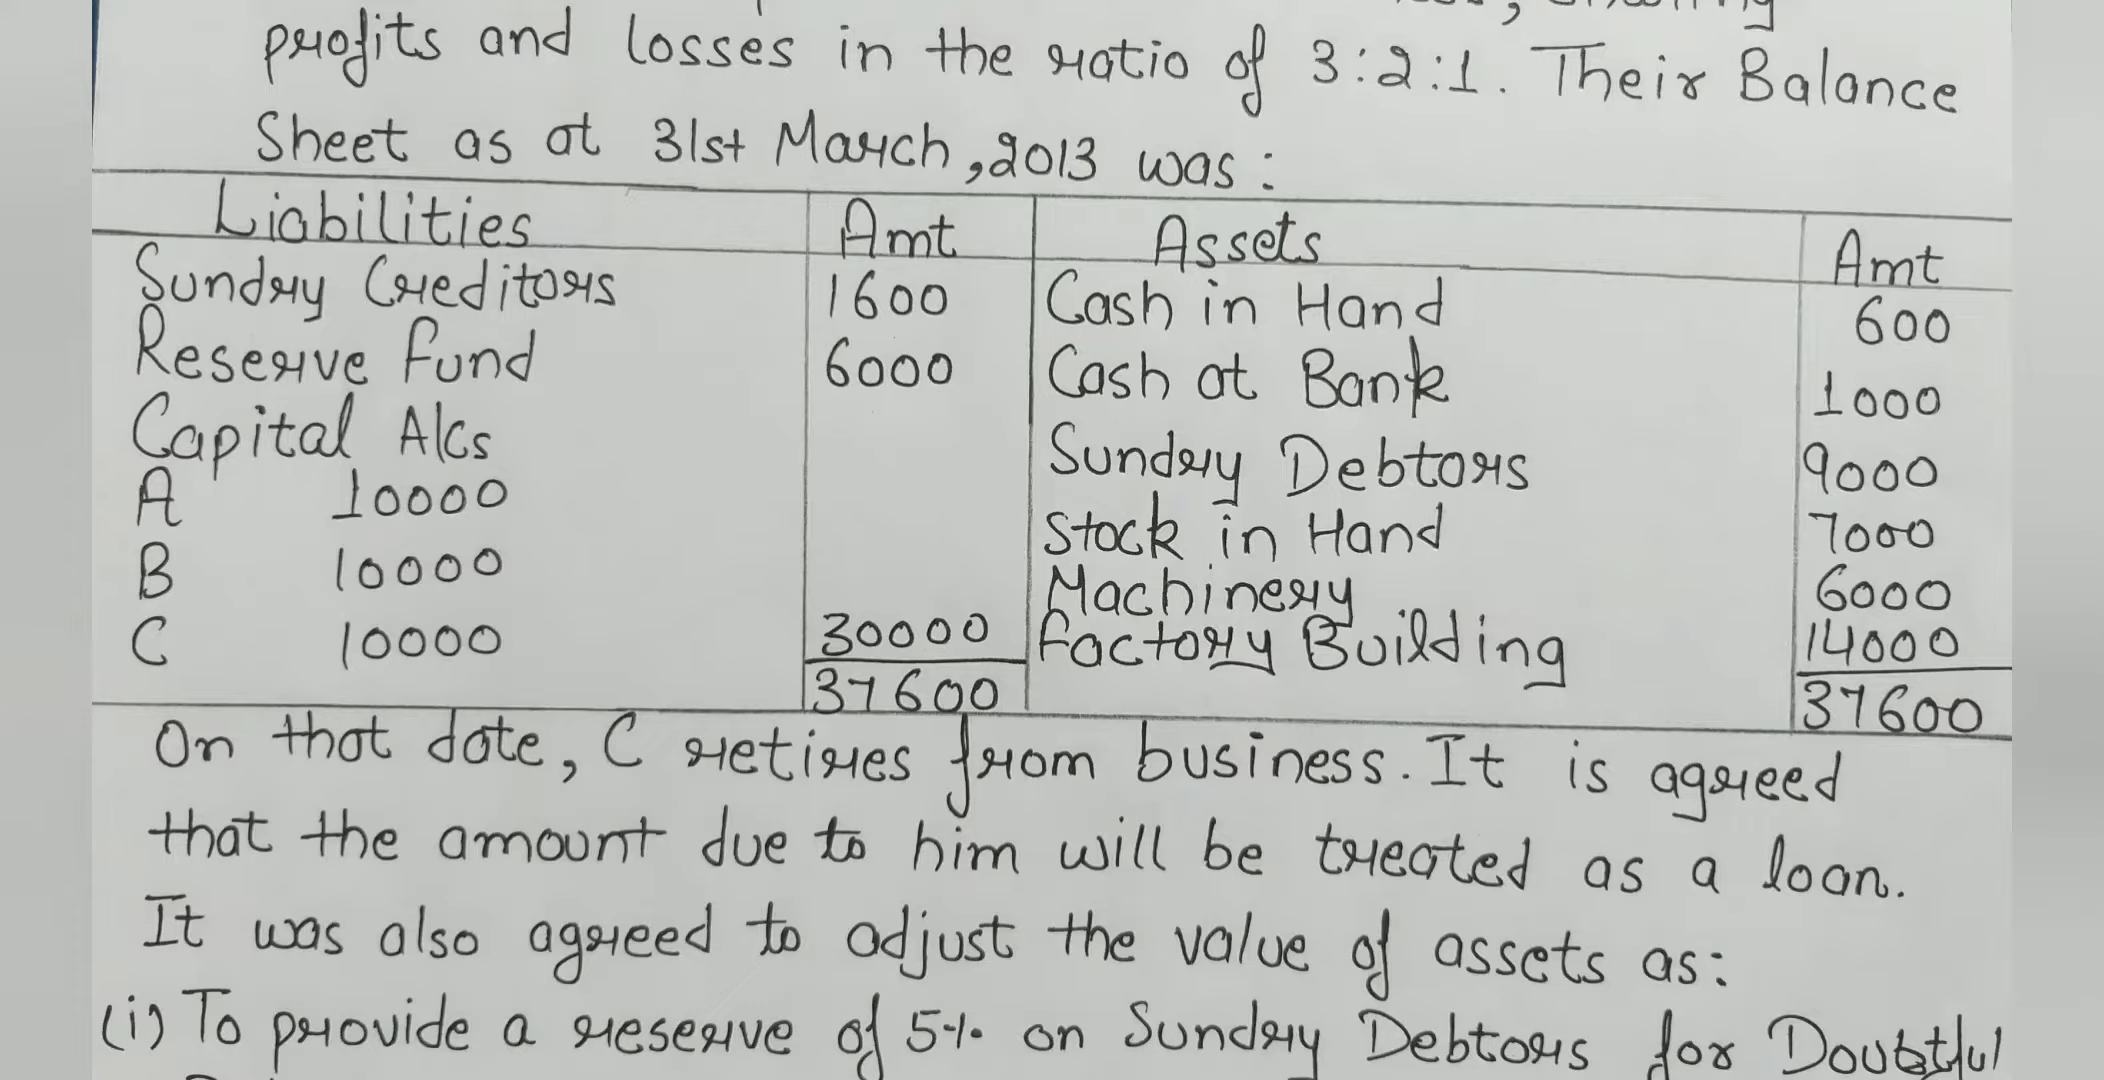 profits and losses in the ratio of 3:2:1. Their Balance
Sheet as at 31st March, 2013 was:
Liabilities Amt Assets Amt
Sundry Creditors 1600 Cash in Hand 600
Reserve fund 6000 Cash at Bank 1000
Capital A/cs Sundry Debtors 9000
A 10000 Stock in Hand 7000
B 10000 Machinery 6000
C 10000 30000 Factory Building 14000
37600 37600
On that date, C retires from business. It is agreed
that the amount due to him will be treated as a loan.
It was also agreed to adjust the value of assets as:
(i) To provide a reserve of 5% on Sundry Debtors for Doubtful